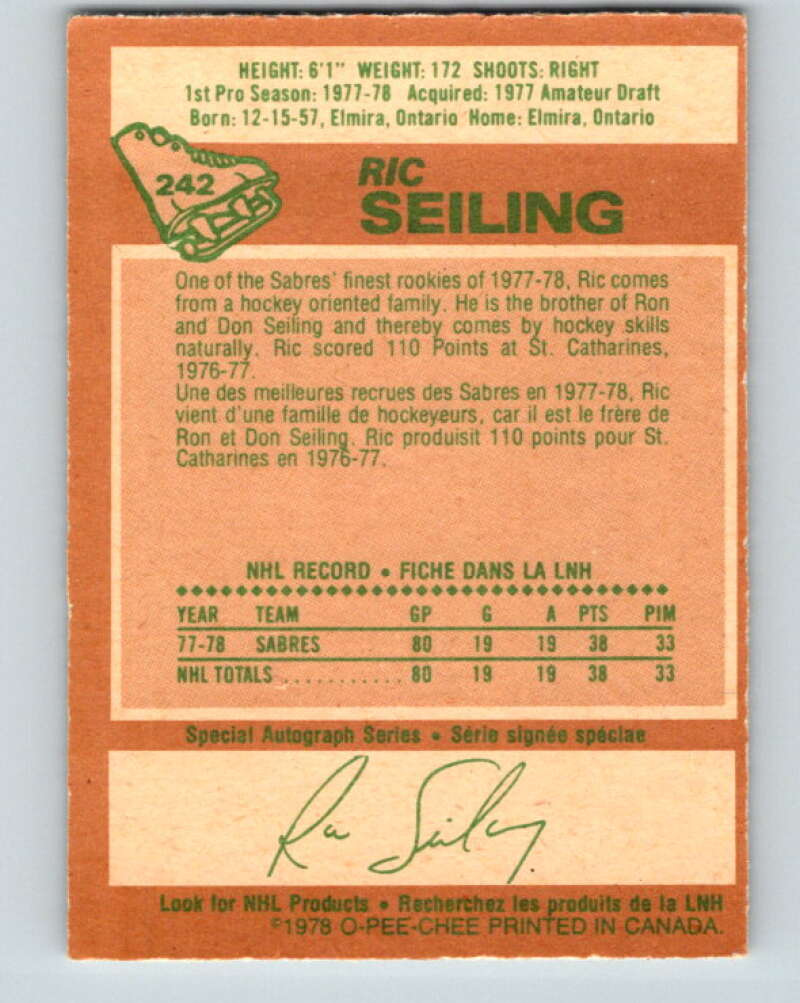 HEIGHT: 6'1" WEIGHT: 172 SHOOTS: RIGHT
1st Pro Season: 1977-78 Acquired: 1977 Amateur Draft
Born: 12-15-57, Elmira, Ontario Home: Elmira, Ontario
242
RIC
SEILING
One of the Sabres' finest rookies of 1977-78, Ric comes
from a hockey oriented family. He is the brother of Ron
and Don Seiling and thereby comes by hockey skills
naturally. Ric scored 110 Points at St. Catharines,
1976-77.
Une des meilleures recrues des Sabres en 1977-78, Ric
vient d'une famille de hockeyeurs, car il est le frère de
Ron et Don Seiling. Ric produisit 110 points pour St.
Catharines en 1976-77.
NHL RECORD • FICHE DANS LA LNH
YEAR TEAM GP G A PTS PIM
77-78 SABRES 80 19 19 38 33
NHL TOTALS ............ 80 19 19 38 33
Special Autograph Series • Série signée spéclae
Ric Seiling
Look for NHL Products • Recherchez les produits de la LNH
©1978 O-PEE-CHEE PRINTED IN CANADA.